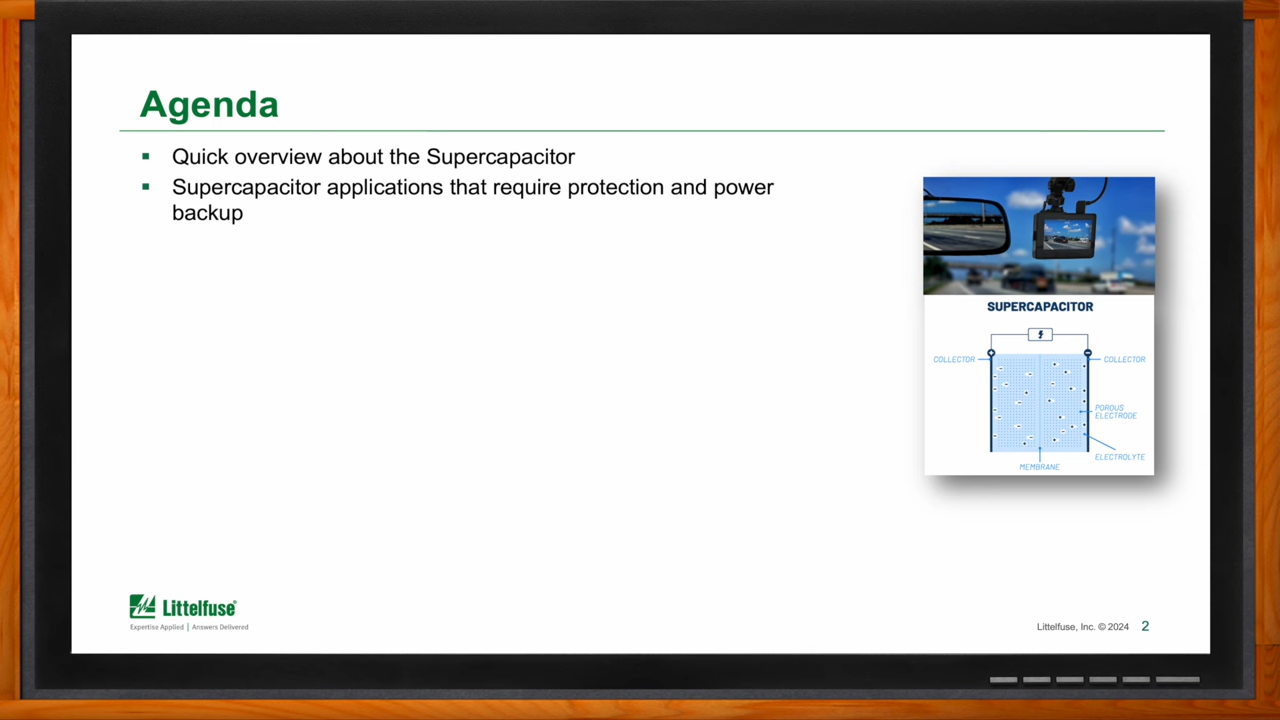 Agenda
▪ Quick overview about the Supercapacitor
▪ Supercapacitor applications that require protection and power
backup
SUPERCAPACITOR
COLLECTOR
COLLECTOR
POROUS
ELECTRODE
ELECTROLYTE
MEMBRANE
Littelfuse®
Expertise Applied | Answers Delivered
Littelfuse, Inc. © 2024 2